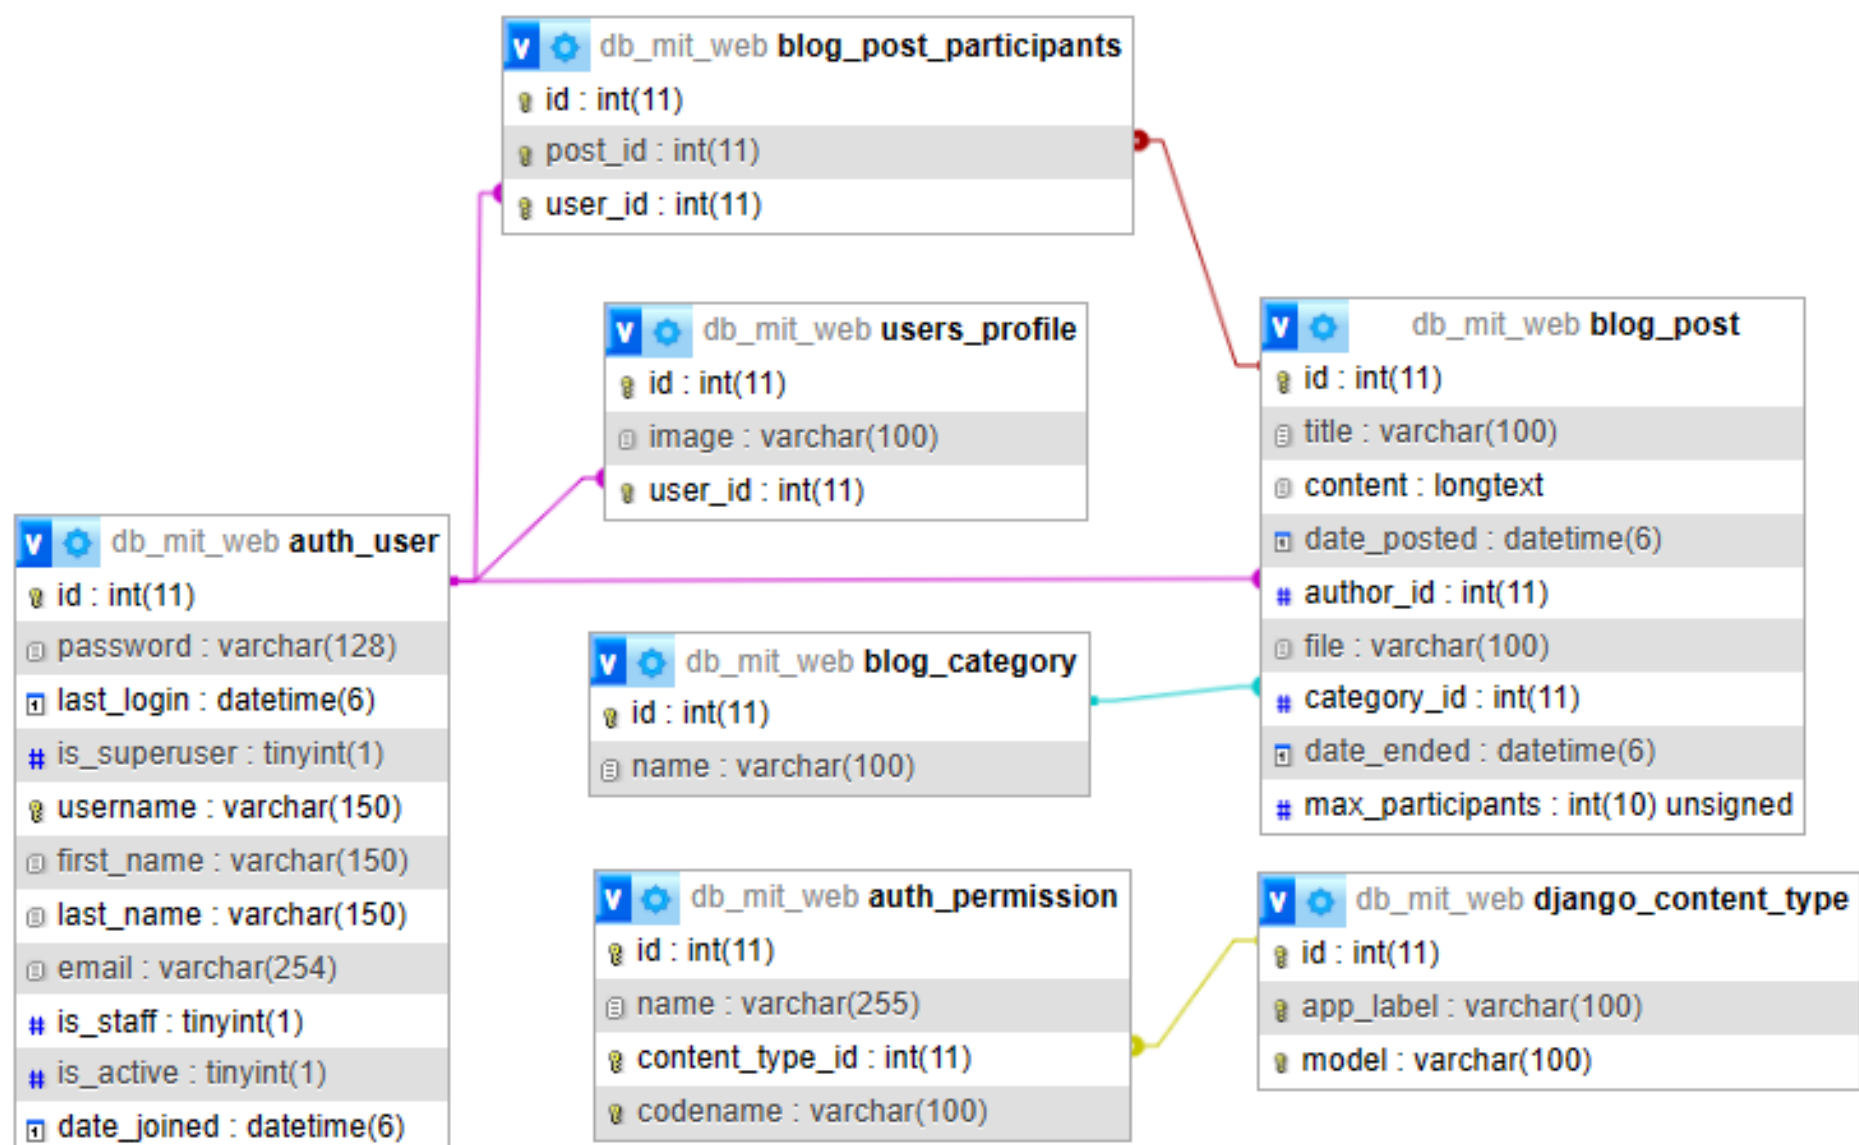 v db_mit_web blog_post_participants
id : int(11)
post_id : int(11)
user_id : int(11)
v db_mit_web users_profile
id : int(11)
image : varchar(100)
user_id : int(11)
v db_mit_web blog_post
id : int(11)
title : varchar(100)
content : longtext
date_posted : datetime(6)
# author_id : int(11)
file : varchar(100)
# category_id : int(11)
date_ended : datetime(6)
# max_participants : int(10) unsigned
v db_mit_web auth_user
id : int(11)
password : varchar(128)
last_login : datetime(6)
# is_superuser : tinyint(1)
username : varchar(150)
first_name : varchar(150)
last_name : varchar(150)
email : varchar(254)
# is_staff : tinyint(1)
# is_active : tinyint(1)
date_joined : datetime(6)
v db_mit_web blog_category
id : int(11)
name : varchar(100)
v db_mit_web auth_permission
id : int(11)
name : varchar(255)
content_type_id : int(11)
codename : varchar(100)
v db_mit_web django_content_type
id : int(11)
app_label : varchar(100)
model : varchar(100)